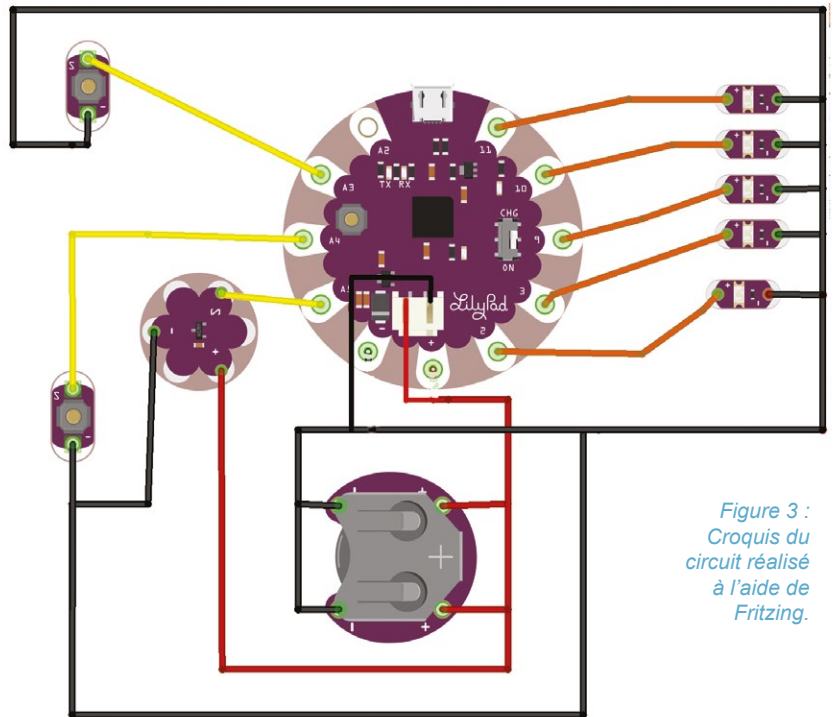 S
-
A2
11
TX RX
A3
10
CHG
A4
9
ON
A5
LilyPad
3
-
+
2
S
-
+
S
-
+ -
+ -
+ -
+ -
+ -
- +
+
- +
Figure 3 :
Croquis du
circuit réalisé
à l’aide de
Fritzing.